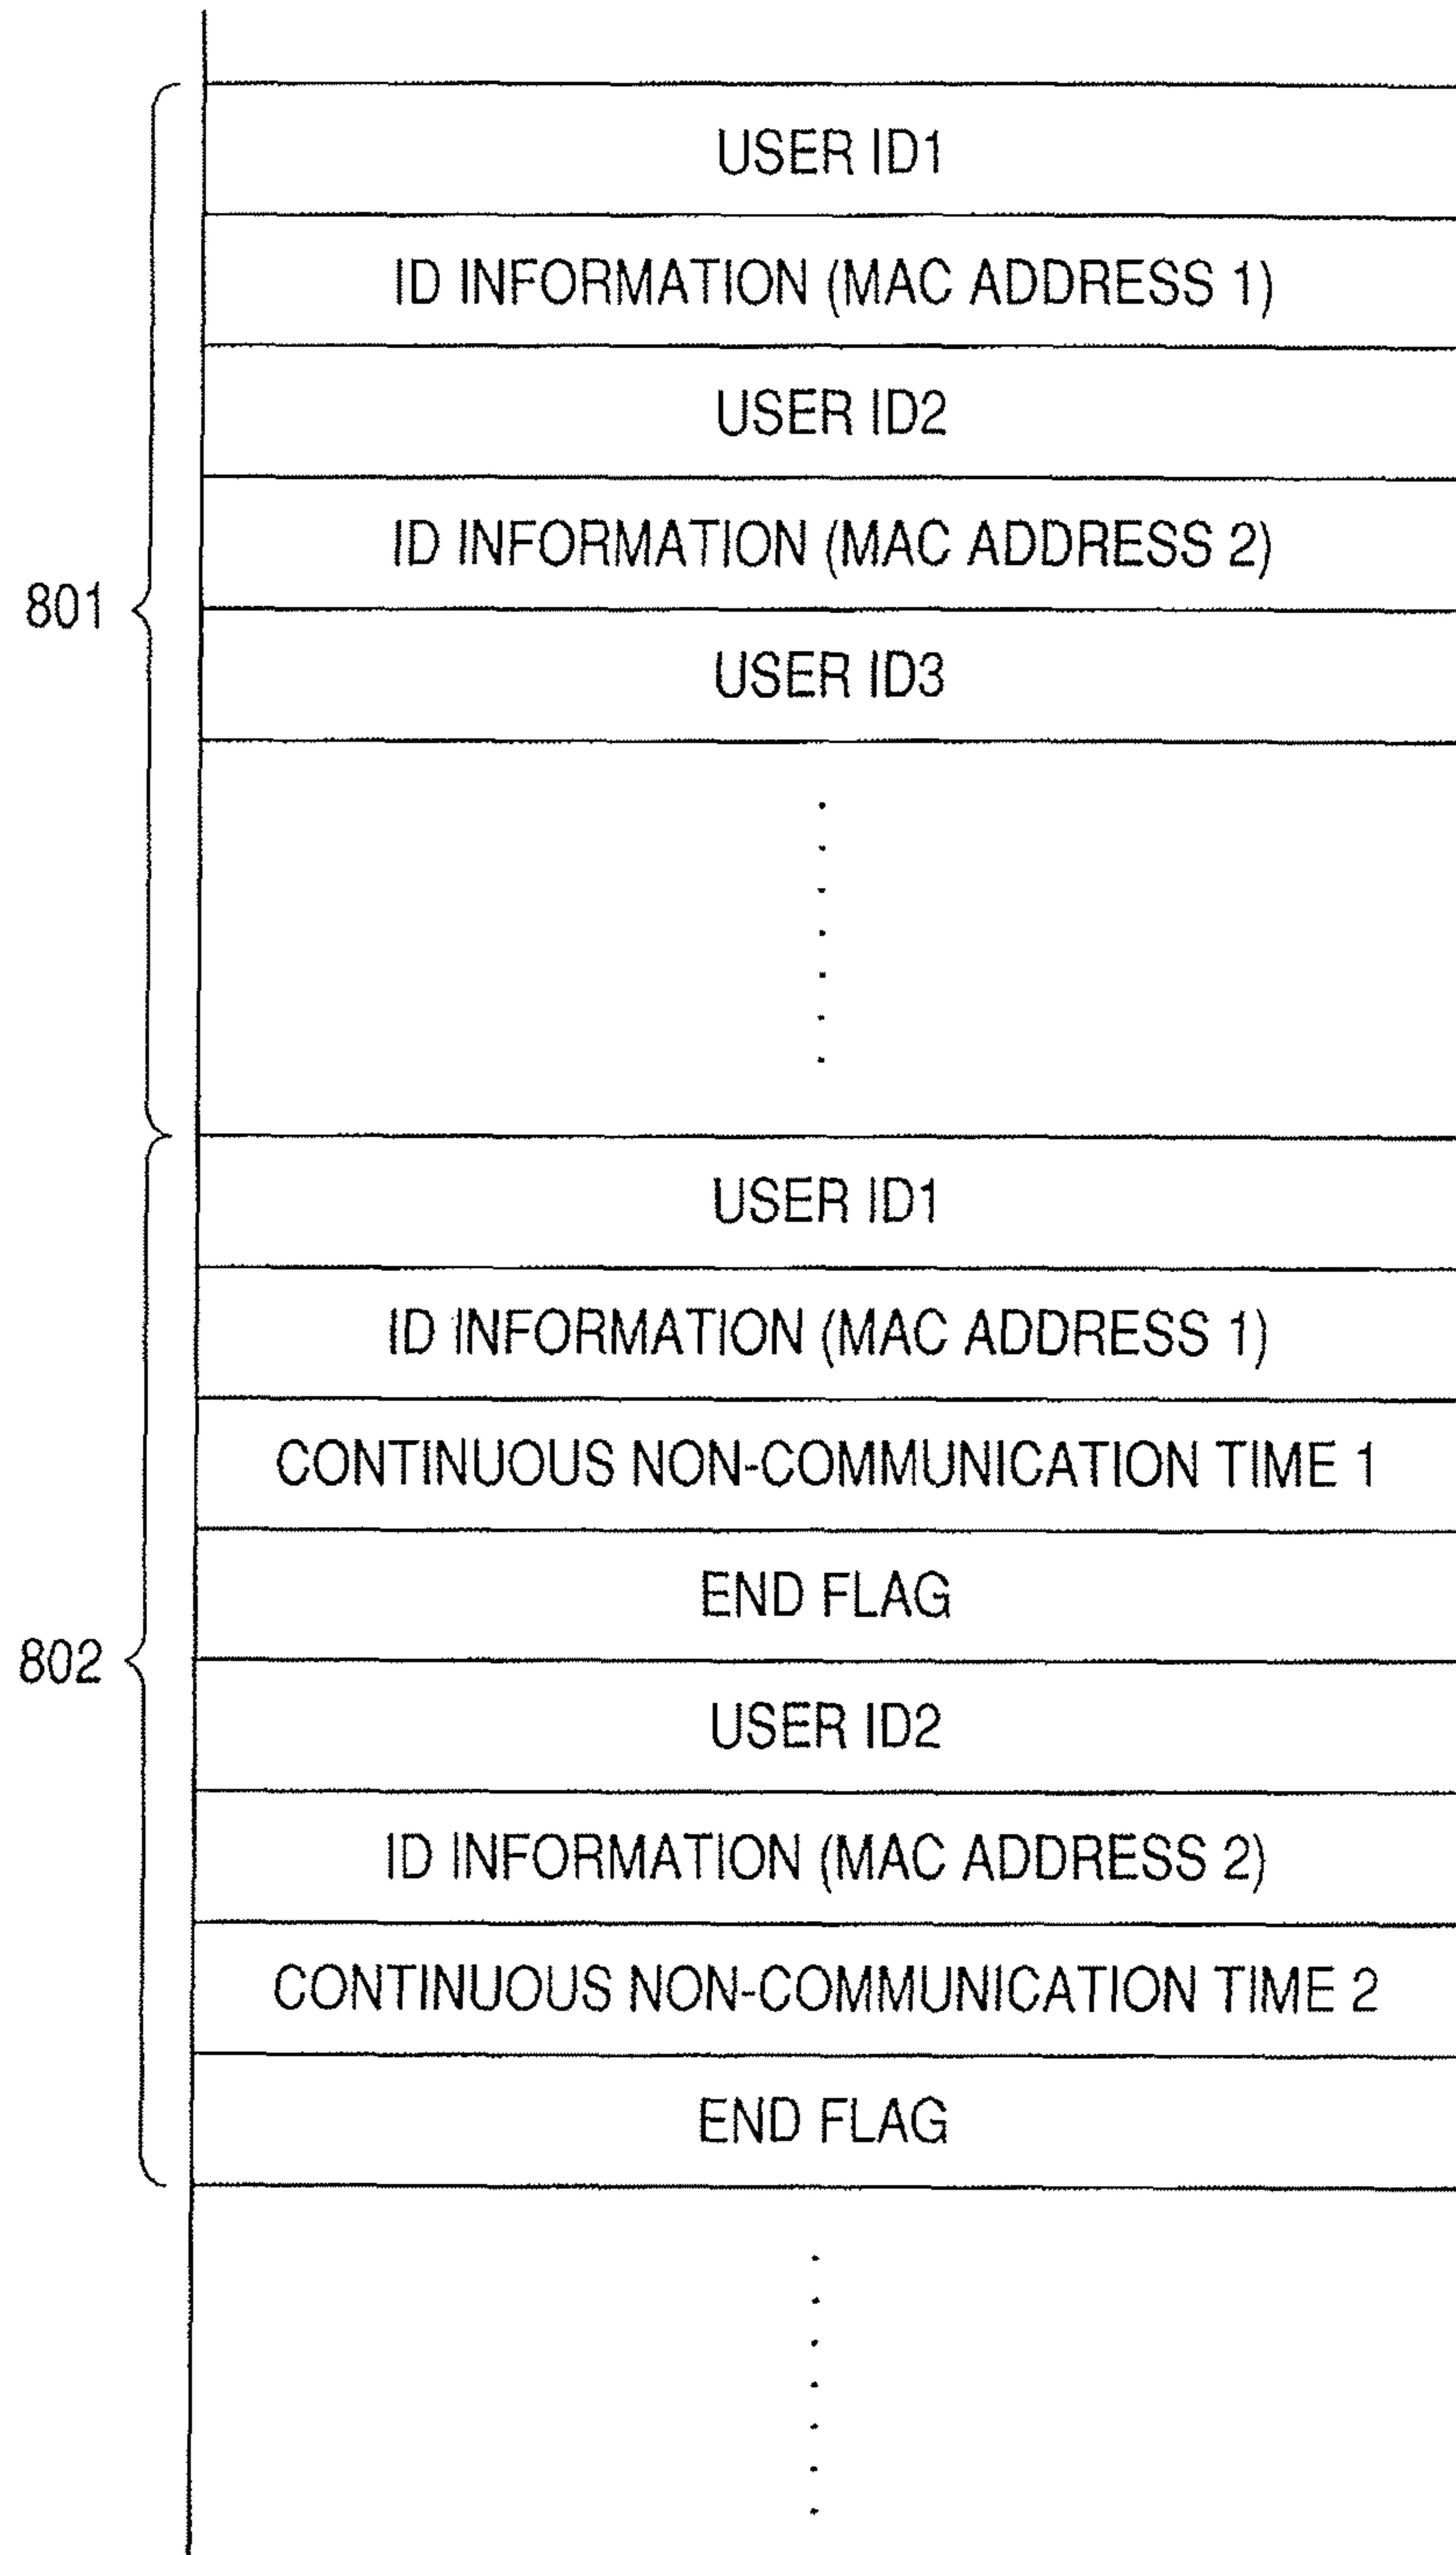 USER ID1
ID INFORMATION (MAC ADDRESS 1)
USER ID2
ID INFORMATION (MAC ADDRESS 2)
801
USER ID3
USER ID1
ID INFORMATION (MAC ADDRESS 1)
CONTINUOUS NON-COMMUNICATION TIME 1
END FLAG
802
USER ID2
ID INFORMATION (MAC ADDRESS 2)
CONTINUOUS NON-COMMUNICATION TIME 2
END FLAG